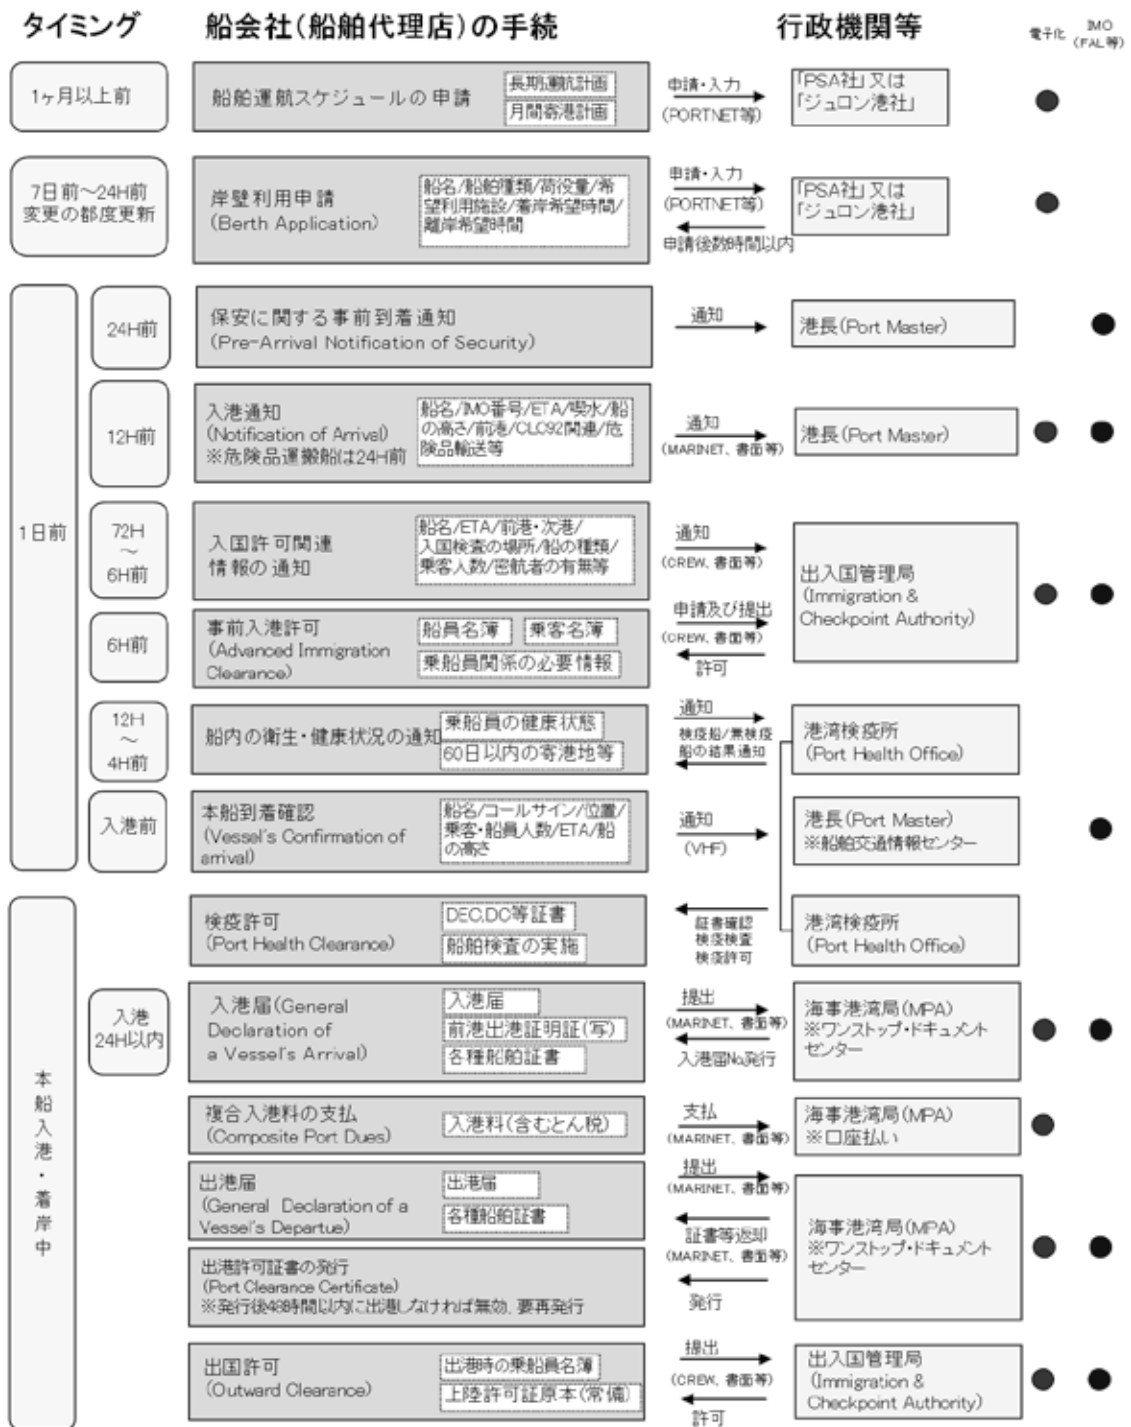 タイミング 船会社(船舶代理店)の手続 行政機関等 電子化 IMO
(FAL等)
1ヶ月以上前
船舶運航スケジュールの申請
長期運航計画
月間寄港計画
申請・入力
(PORTNET等)
「PSA社」又は
「ジュロン港社」
7日前～24H前
変更の都度更新
岸壁利用申請
(Berth Application)
船名/船舶種類/荷役量/希
望利用施設/着岸希望時間/
離岸希望時間
申請・入力
(PORTNET等)
申請後数時間以内
「PSA社」又は
「ジュロン港社」
1日前
24H前
保安に関する事前到着通知
(Pre-Arrival Notification of Security)
通知
港長(Port Master)
12H前
入港通知
(Notification of Arrival)
※危険品運搬船は24H前
船名/IMO番号/ETA/喫水/船
の高さ/前港/CLC92関連/危
険品輸送等
通知
(MARINET、書面等)
港長(Port Master)
72H
～
6H前
入国許可関連
情報の通知
船名/ETA/前港・次港/
入国検査の場所/船の種類/
乗客人数/密航者の有無等
通知
(CREW、書面等)
出入国管理局
(Immigration &
Checkpoint Authority)
6H前
事前入港許可
(Advanced Immigration
Clearance)
船員名簿
乗客名簿
乗船員関係の必要情報
申請及び提出
(CREW、書面等)
許可
12H
～
4H前
船内の衛生・健康状況の通知
乗船員の健康状態
60日以内の寄港地等
通知
検疫船/無検疫
船の結果通知
港湾検疫所
(Port Health Office)
入港前
本船到着確認
(Vessel's Confirmation of
arrival)
船名/コールサイン/位置/
乗客・船員人数/ETA/船
の高さ
通知
(VHF)
港長(Port Master)
※船舶交通情報センター
本船入港・着岸中
検疫許可
(Port Health Clearance)
DEC,DC等証書
船舶検査の実施
証書確認
検疫検査
検疫許可
港湾検疫所
(Port Health Office)
入港
24H以内
入港届(General
Declaration of
a Vessel's Arrival)
入港届
前港出港証明証(写)
各種船舶証書
提出
(MARINET、書面等)
入港届No発行
海事港湾局(MPA)
※ワンストップ・ドキュメント
センター
複合入港料の支払
(Composite Port Dues)
入港料(含むとん税)
支払
(MARINET、書面等)
海事港湾局(MPA)
※口座払い
出港届
(General Declaration of a
Vessel's Departue)
出港届
各種船舶証書
提出
(MARINET、書面等)
証書等返却
(MARINET、書面等)
海事港湾局(MPA)
※ワンストップ・ドキュメント
センター
出港許可証書の発行
(Port Clearance Certificate)
※発行後48時間以内に出港しなければ無効、要再発行
発行
出国許可
(Outward Clearance)
出港時の乗船員名簿
上陸許可証原本(常備)
提出
(CREW、書面等)
許可
出入国管理局
(Immigration &
Checkpoint Authority)